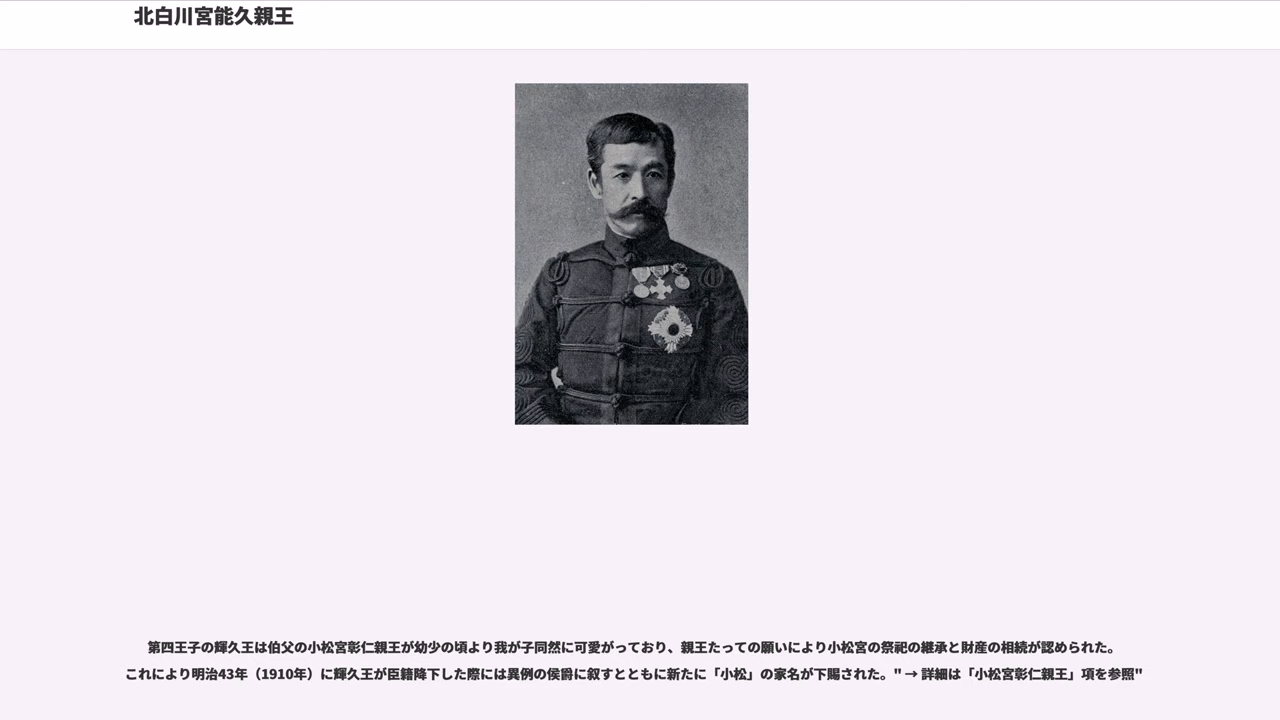 北白川宮能久親王
第四王子の輝久王は伯父の小松宮彰仁親王が幼少の頃より我が子同然に可愛がっており、親王たっての願いにより小松宮の祭祀の継承と財産の相続が認められた。
これにより明治43年（1910年）に輝久王が臣籍降下した際には異例の侯爵に叙すとともに新たに「小松」の家名が下賜された。" → 詳細は「小松宮彰仁親王」項を参照"